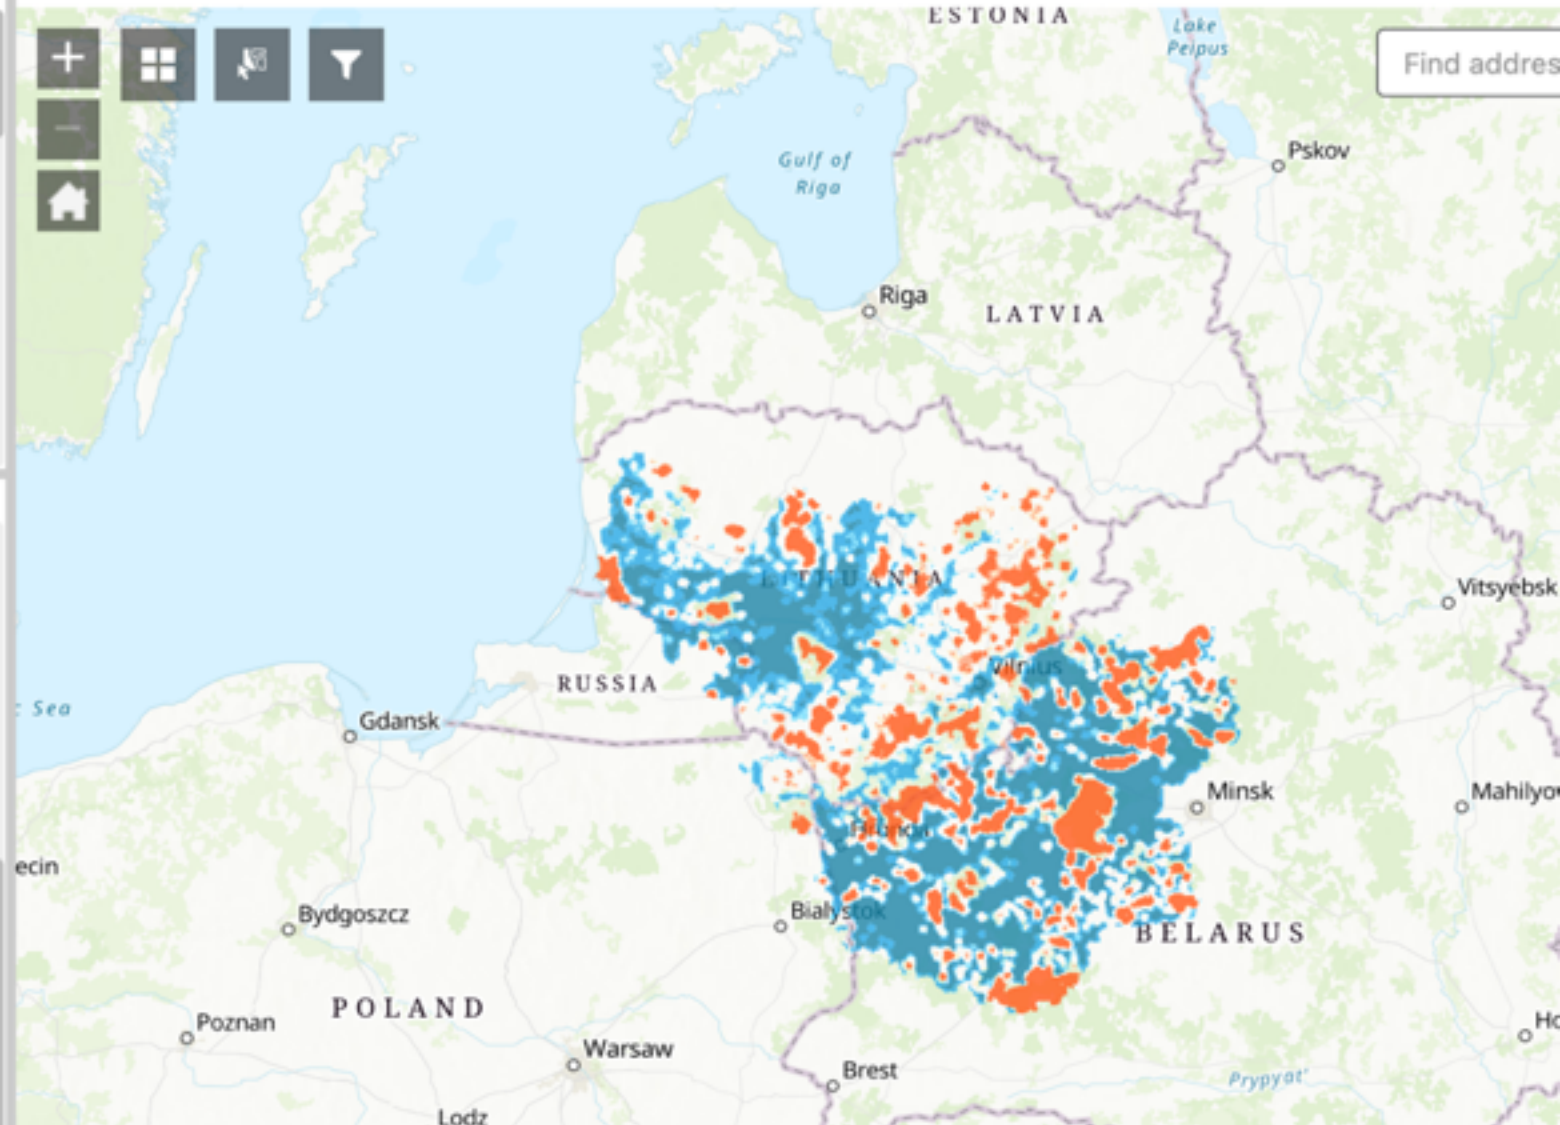 ESTONIA
Lake
Peipus
Find addres
Pskov
Gulf of
Riga
Riga
LATVIA
LITHUANIA
Vitsyebsk
Vilnius
RUSSIA
c Sea
Gdansk
Minsk
Mahilyo
Hrodna
ecin
Bydgoszcz
Bialystok
BELARUS
POLAND
Poznan
Ho
Warsaw
Brest
Prypyat'
Lodz